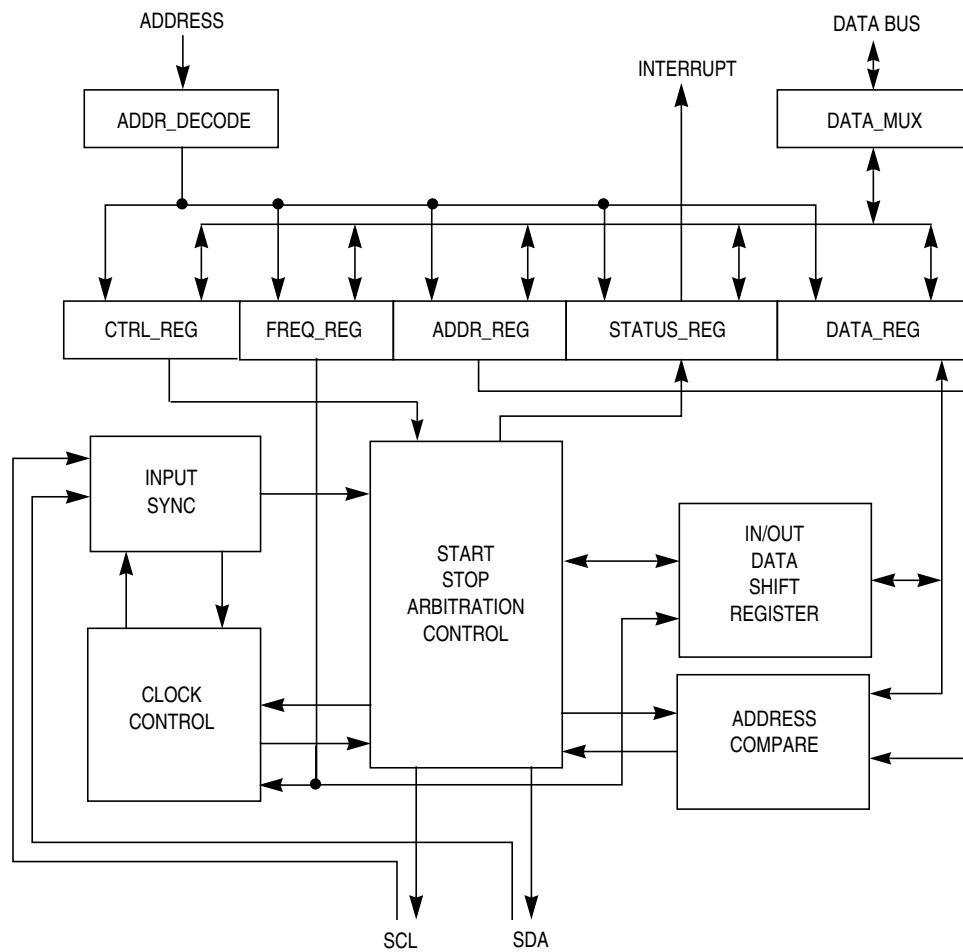 ADDRESS
DATA BUS
INTERRUPT
ADDR_DECODE
DATA_MUX
CTRL_REG
FREQ_REG
ADDR_REG
STATUS_REG
DATA_REG
INPUT
SYNC
START
STOP
ARBITRATION
CONTROL
IN/OUT
DATA
SHIFT
REGISTER
CLOCK
CONTROL
ADDRESS
COMPARE
SCL
SDA